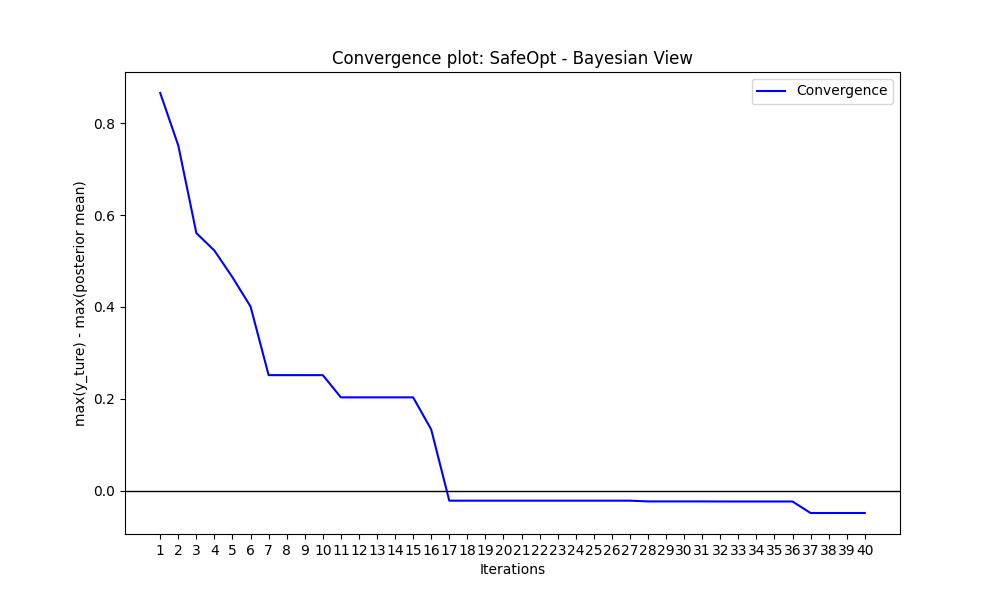 Convergence plot: SafeOpt - Bayesian View
Convergence
max(y_ture) - max(posterior mean)
0.8
0.6
0.4
0.2
0.0
1 2 3 4 5 6 7 8 9 10 11 12 13 14 15 16 17 18 19 20 21 22 23 24 25 26 27 28 29 30 31 32 33 34 35 36 37 38 39 40
Iterations